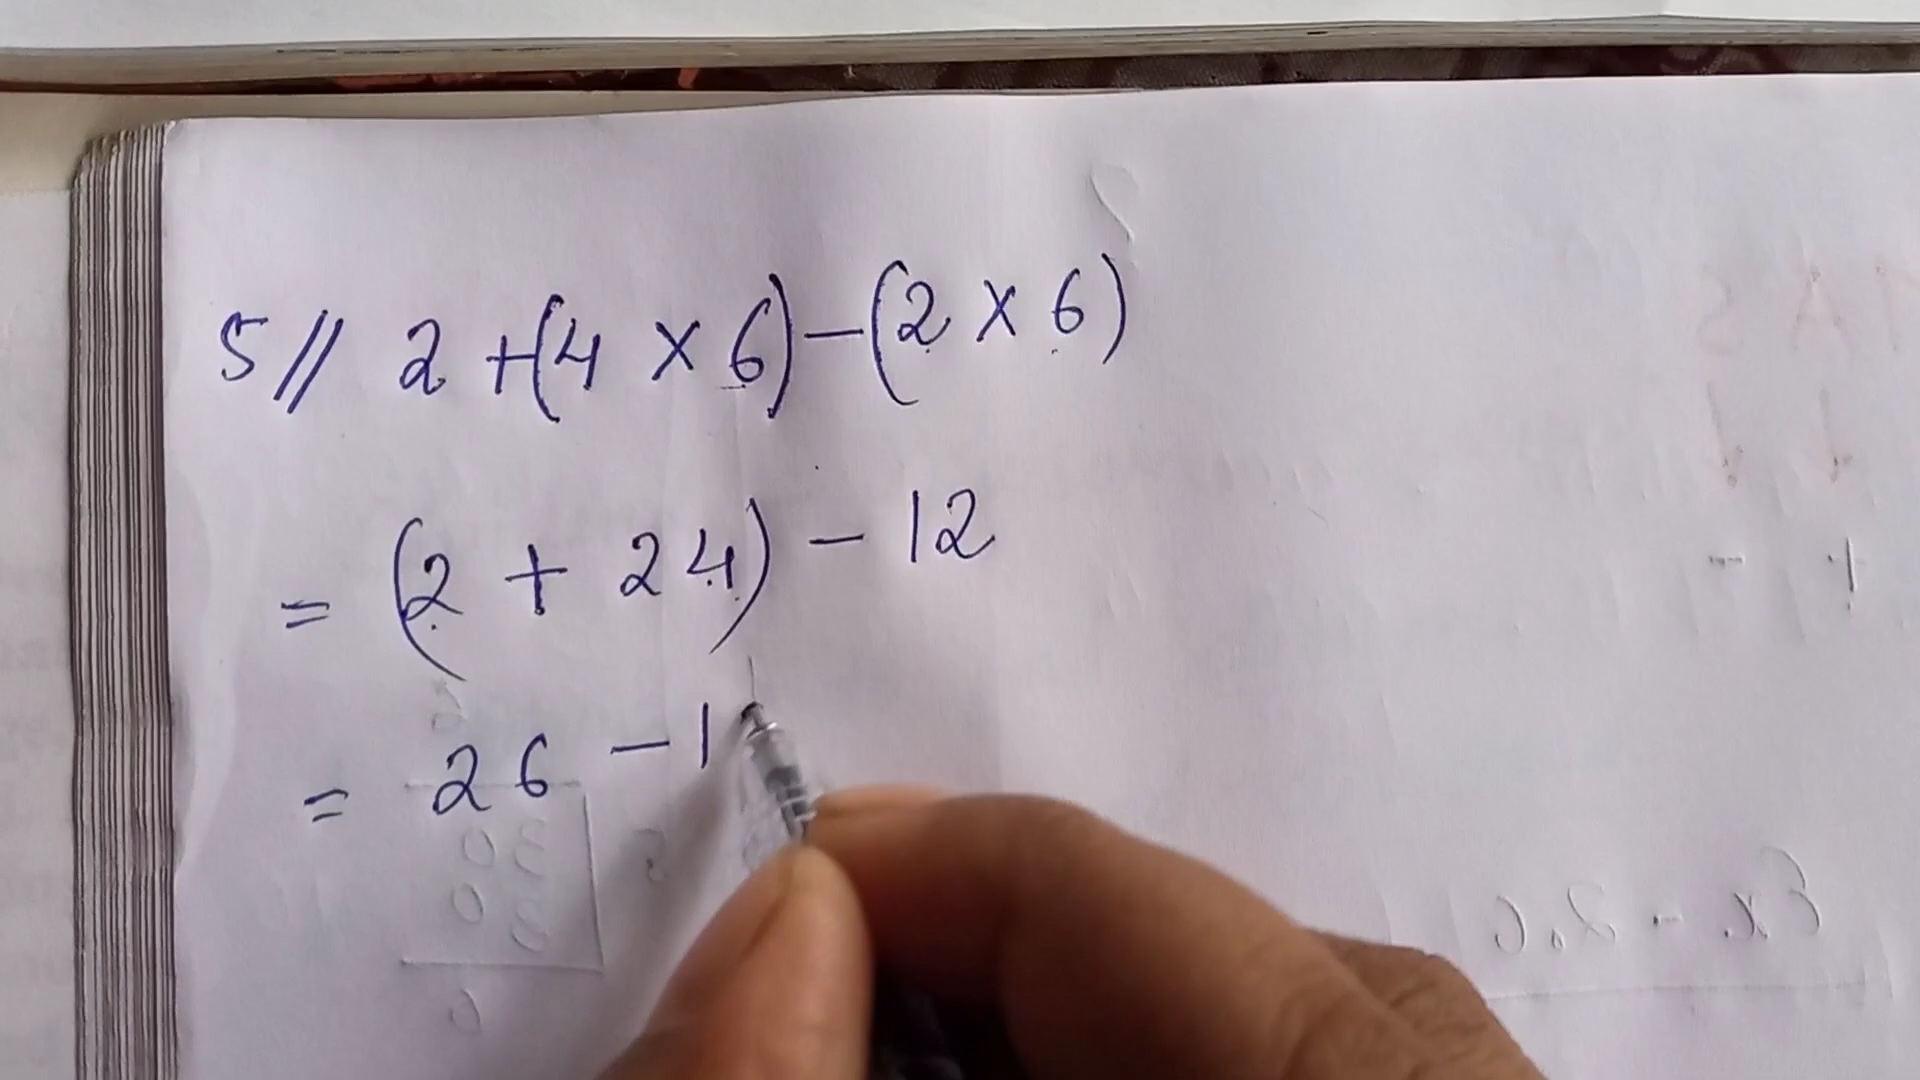 5// 2 + (4 × 6) − (2 × 6)
= (2 + 24) − 12
= 26 − 1